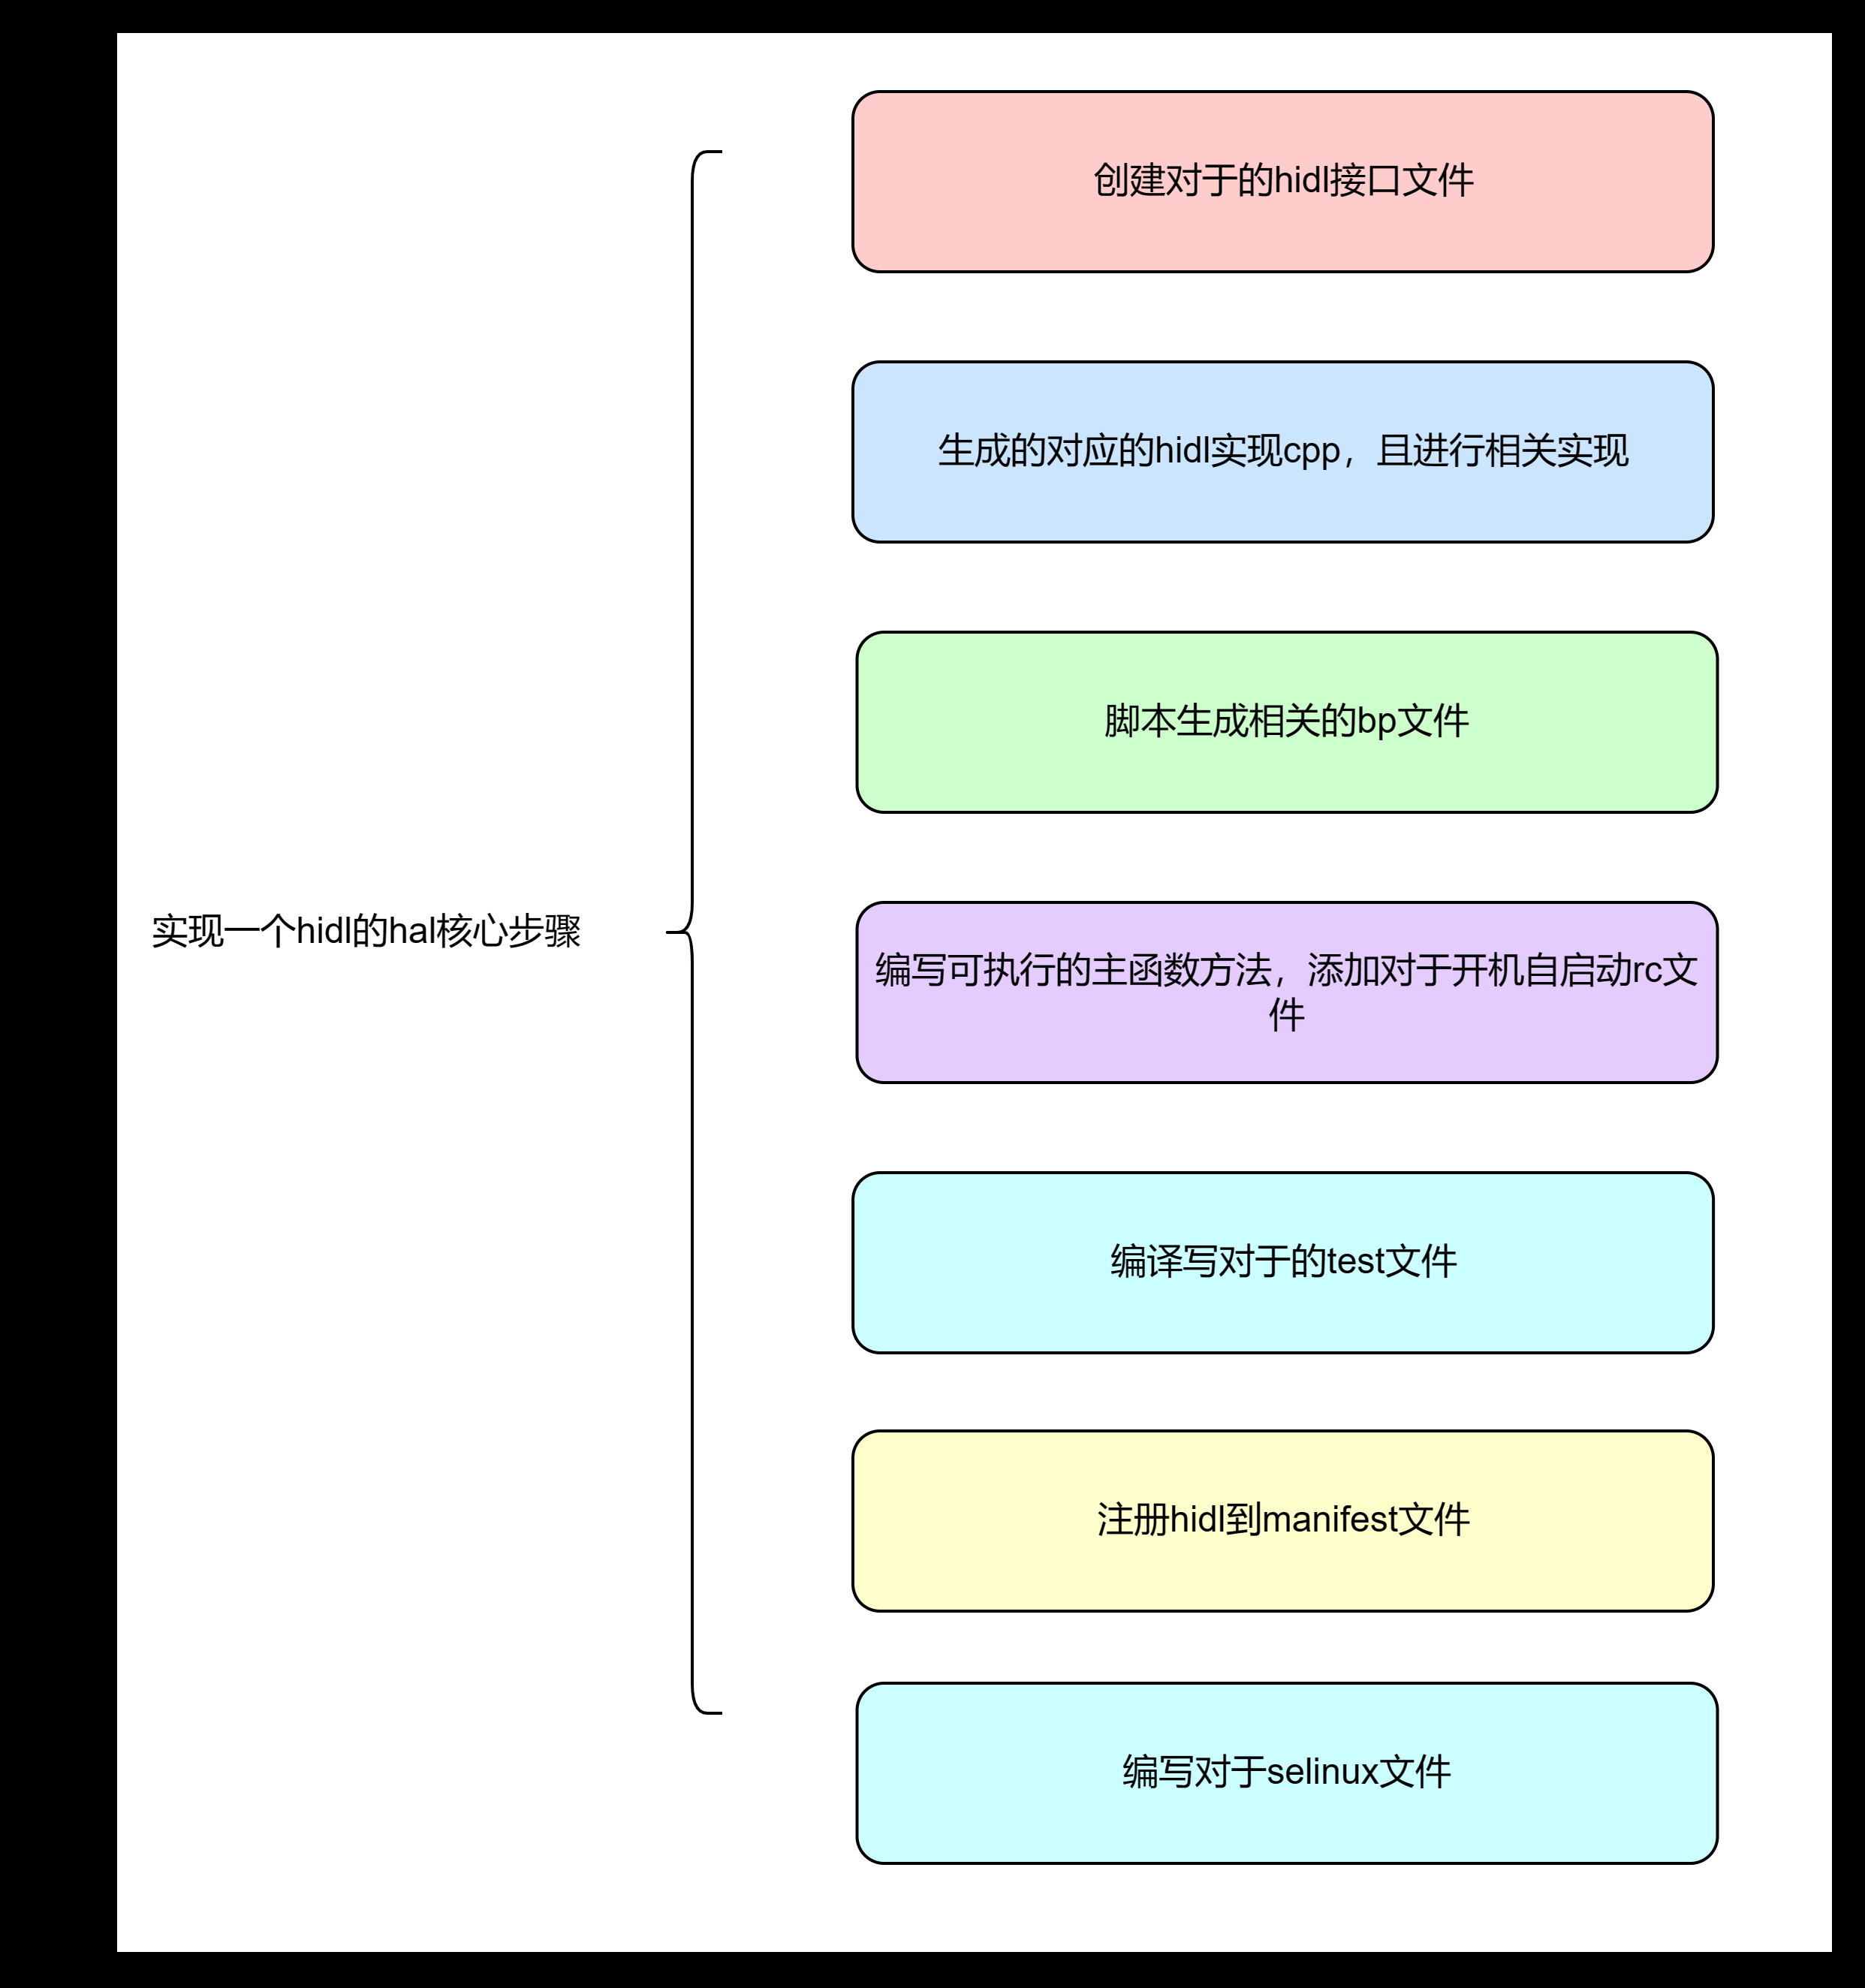 创建对于的hidl接口文件
生成的对应的hidl实现cpp，且进行相关实现
脚本生成相关的bp文件
实现一个hidl的hal核心步骤
编写可执行的主函数方法，添加对于开机自启动rc文
件
编译写对于的test文件
注册hidl到manifest文件
编写对于selinux文件